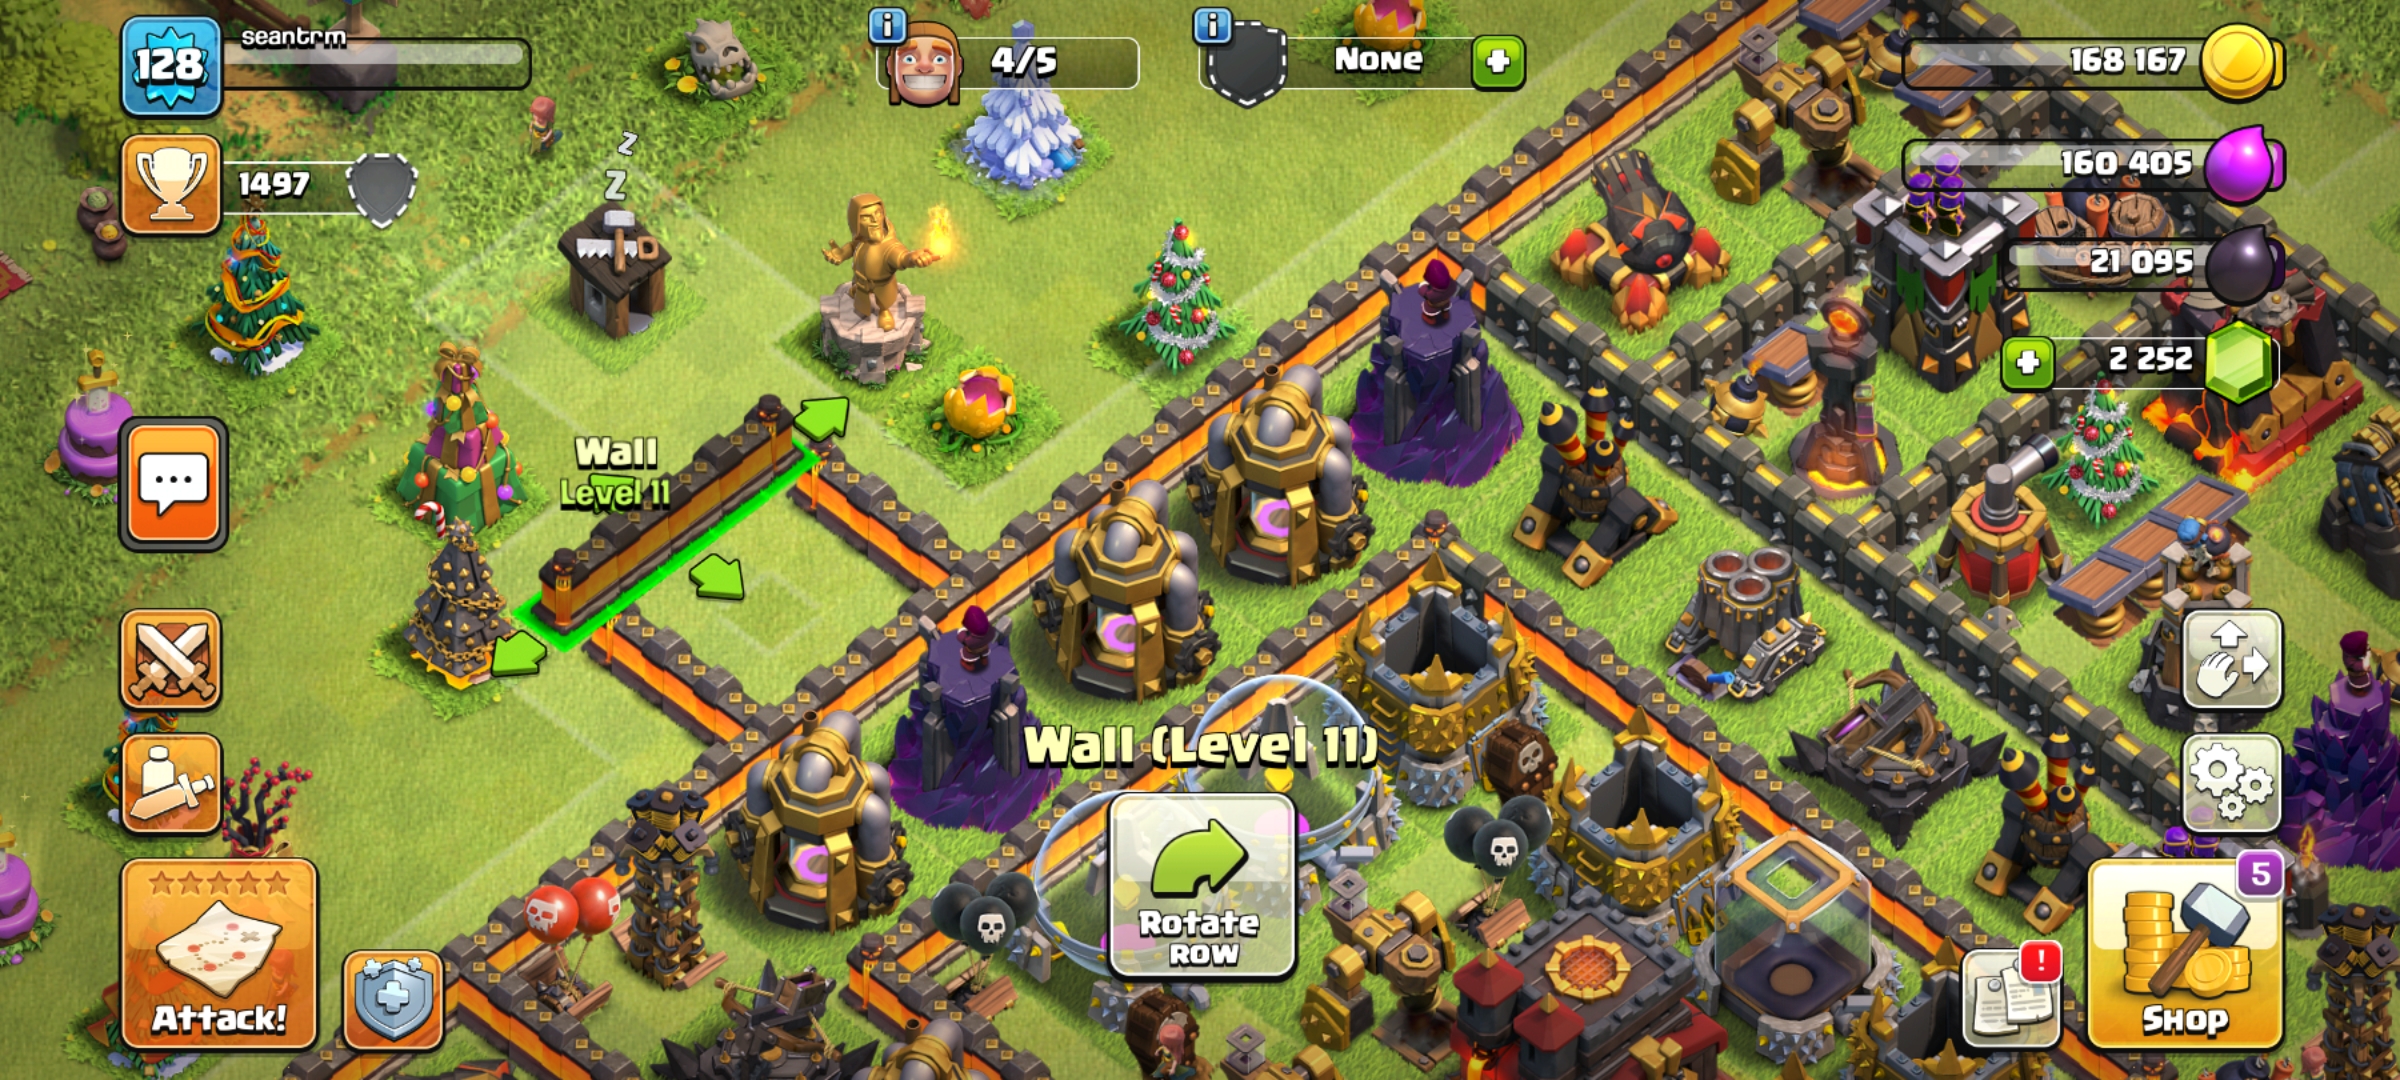 128
seantrm
4/5
None
168 167
1497
160 405
21 095
2 252
z
z
Wall
Level 11
Wall (Level 11)
Rotate
row
5
!
Attack!
Shop